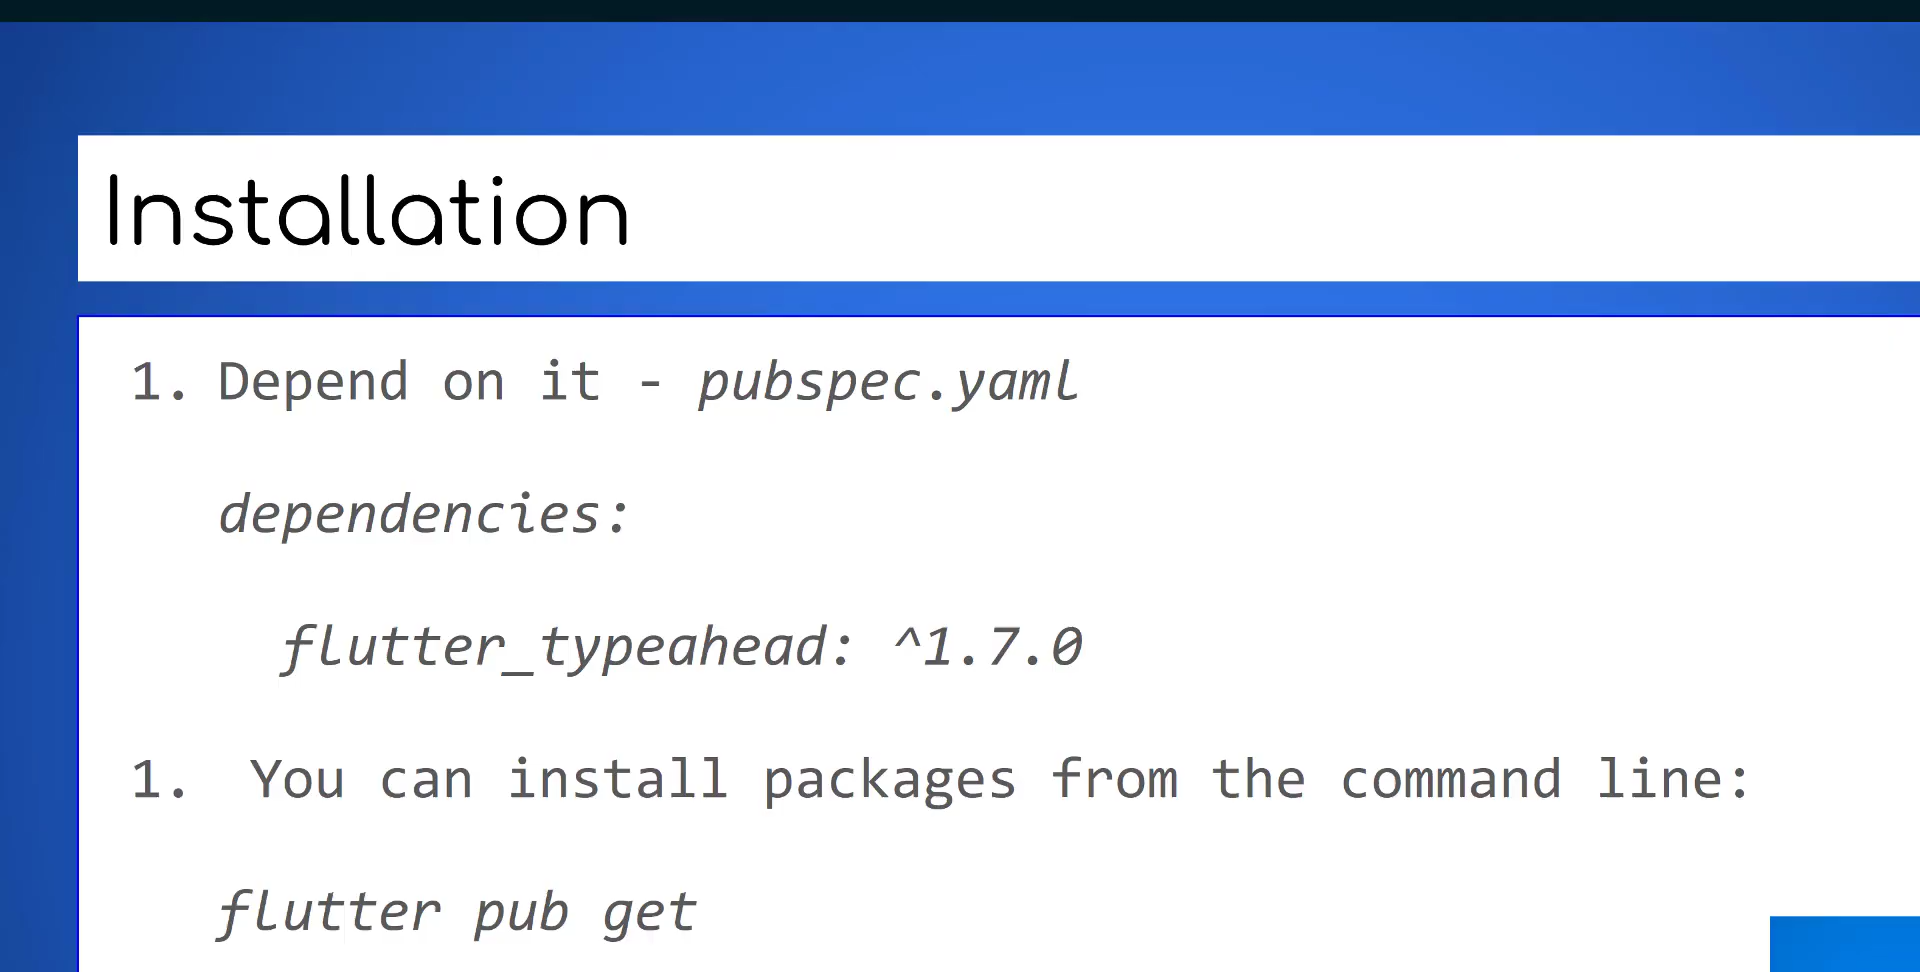 Installation
1. Depend on it - pubspec.yaml
dependencies:
flutter_typeahead: ^1.7.0
1. You can install packages from the command line:
flutter pub get